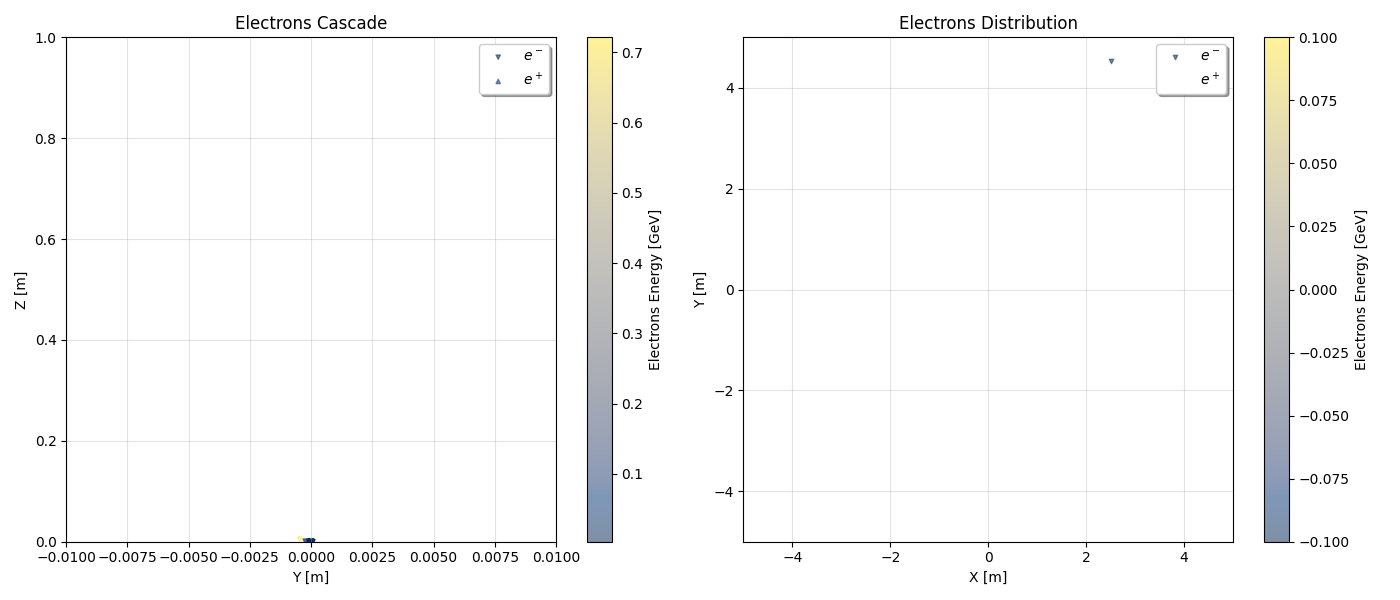 Electrons Cascade
1.0
0.8
0.6
0.4
0.2
0.0
Z [m]
−0.0100 −0.0075 −0.0050 −0.0025 0.0000 0.0025 0.0050 0.0075 0.0100
Y [m]
e⁻
e⁺
0.7
0.6
0.5
0.4
0.3
0.2
0.1
Electrons Energy [GeV]
Electrons Distribution
4
2
0
−2
−4
Y [m]
−4 −2 0 2 4
X [m]
e⁻
e⁺
0.100
0.075
0.050
0.025
0.000
−0.025
−0.050
−0.075
−0.100
Electrons Energy [GeV]